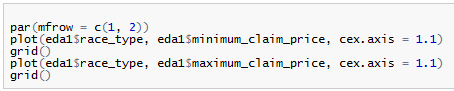 par(mfrow = c(1, 2))
plot(eda1$race_type, eda1$minimum_claim_price, cex.axis = 1.1)
grid()
plot(eda1$race_type, eda1$maximum_claim_price, cex.axis = 1.1)
grid()